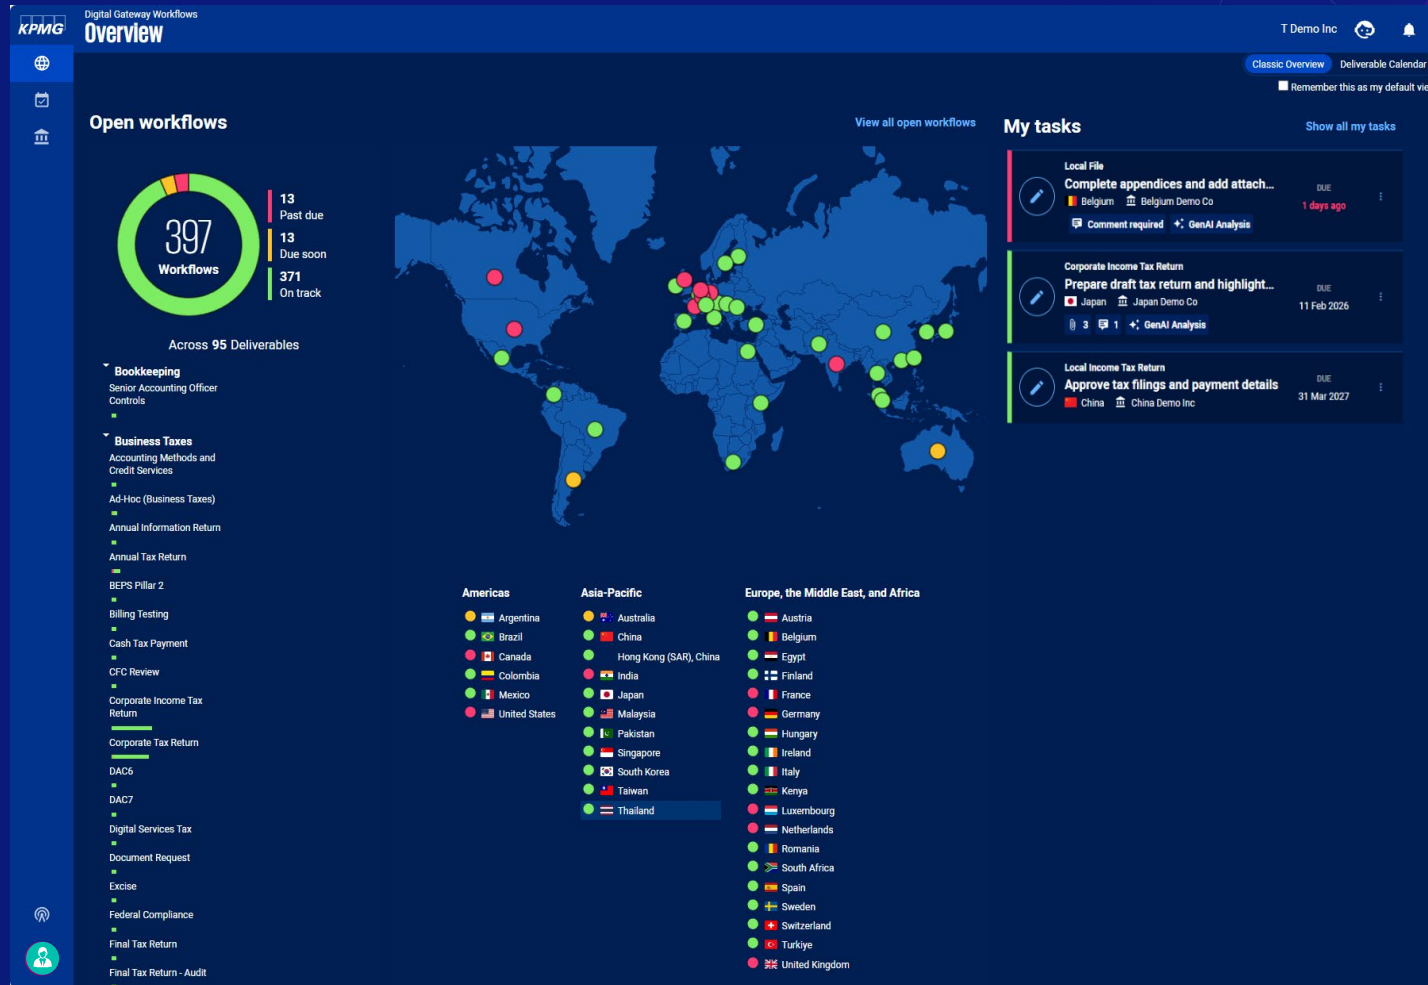 KPMG
Digital Gateway Workflows
Overview
T Demo Inc
Classic Overview
Deliverable Calendar
Remember this as my default vie
Open workflows
View all open workflows
397
Workflows
13
Past due
13
Due soon
371
On track
Across 95 Deliverables
Bookkeeping
Senior Accounting Officer
Controls
Business Taxes
Accounting Methods and
Credit Services
Ad-Hoc (Business Taxes)
Annual Information Return
Annual Tax Return
BEPS Pillar 2
Billing Testing
Cash Tax Payment
CFC Review
Corporate Income Tax
Return
Corporate Tax Return
DAC6
DAC7
Digital Services Tax
Document Request
Excise
Federal Compliance
Final Tax Return
Final Tax Return - Audit
Americas
Argentina
Brazil
Canada
Colombia
Mexico
United States
Asia-Pacific
Australia
China
Hong Kong (SAR), China
India
Japan
Malaysia
Pakistan
Singapore
South Korea
Taiwan
Thailand
Europe, the Middle East, and Africa
Austria
Belgium
Egypt
Finland
France
Germany
Hungary
Ireland
Italy
Kenya
Luxembourg
Netherlands
Romania
South Africa
Spain
Sweden
Switzerland
Turkiye
United Kingdom
My tasks
Show all my tasks
Local File
Complete appendices and add attach...
Belgium Belgium Demo Co
Comment required GenAI Analysis
DUE
1 days ago
Corporate Income Tax Return
Prepare draft tax return and highlight...
Japan Japan Demo Co
3 1 GenAI Analysis
DUE
11 Feb 2026
Local Income Tax Return
Approve tax filings and payment details
China China Demo Inc
DUE
31 Mar 2027